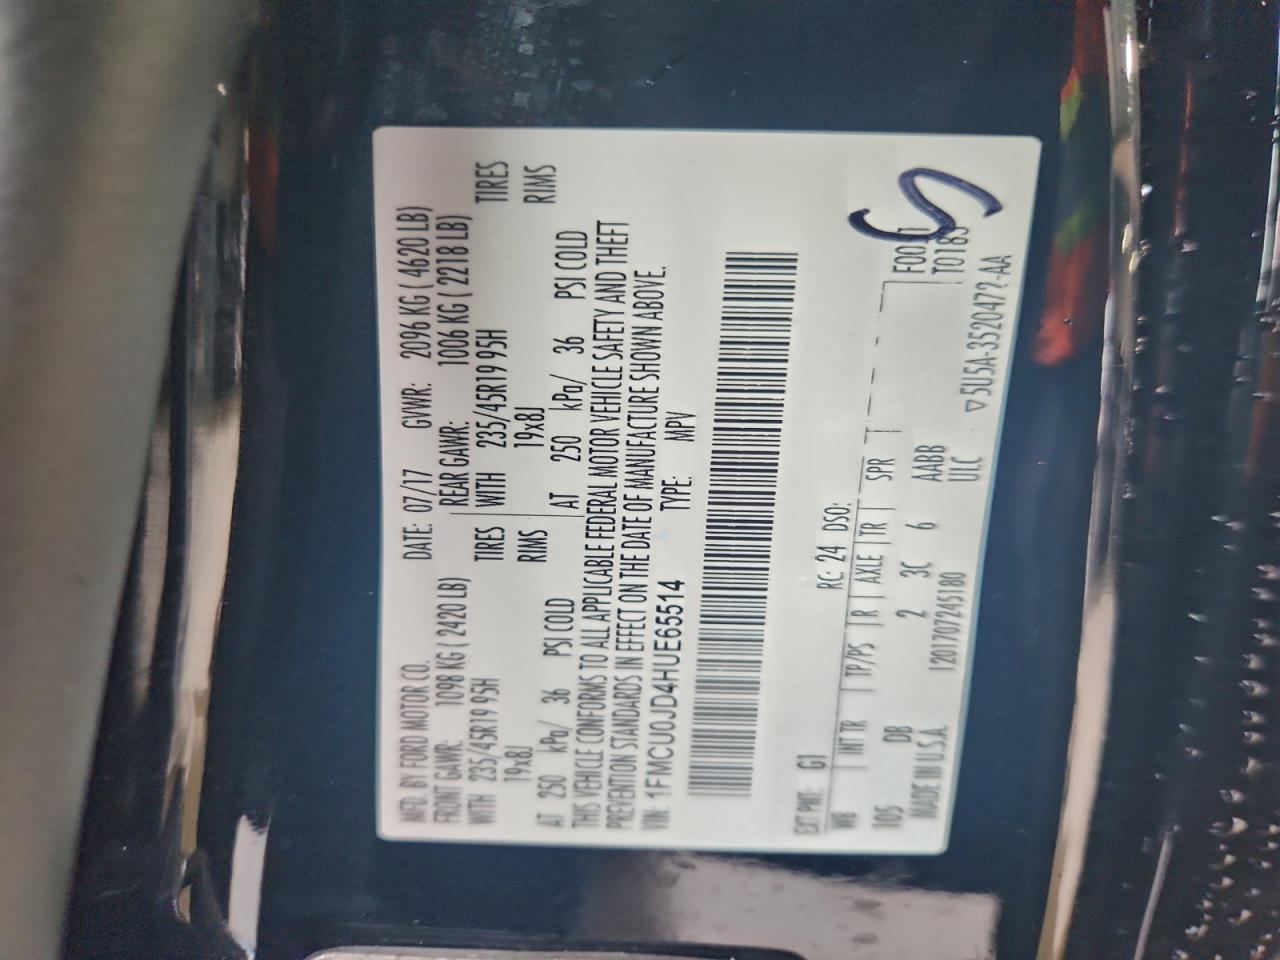 MFD. BY FORD MOTOR CO. DATE: 07/17 GVWR: 2096 KG ( 4620 LB)
FRONT GAWR: 1098 KG ( 2420 LB) REAR GAWR: 1006 KG ( 2218 LB)
WITH 235/45R19 95H TIRES WITH 235/45R19 95H TIRES
19x8J RIMS 19x8J RIMS
AT 250 kPa/ 36 PSI COLD AT 250 kPa/ 36 PSI COLD
THIS VEHICLE CONFORMS TO ALL APPLICABLE FEDERAL MOTOR VEHICLE SAFETY AND THEFT
PREVENTION STANDARDS IN EFFECT ON THE DATE OF MANUFACTURE SHOWN ABOVE.
VIN: 1FMCU0JD4HUE65514 TYPE: MPV
EXT PNT: G1 RC: 24 DSO:
WB INT TR TP/PS R AXLE TR SPR
105 DB 2 3C 6 AABB
MADE IN U.S.A. 1201707245180 ULC
▽5U5A-3520472-AA